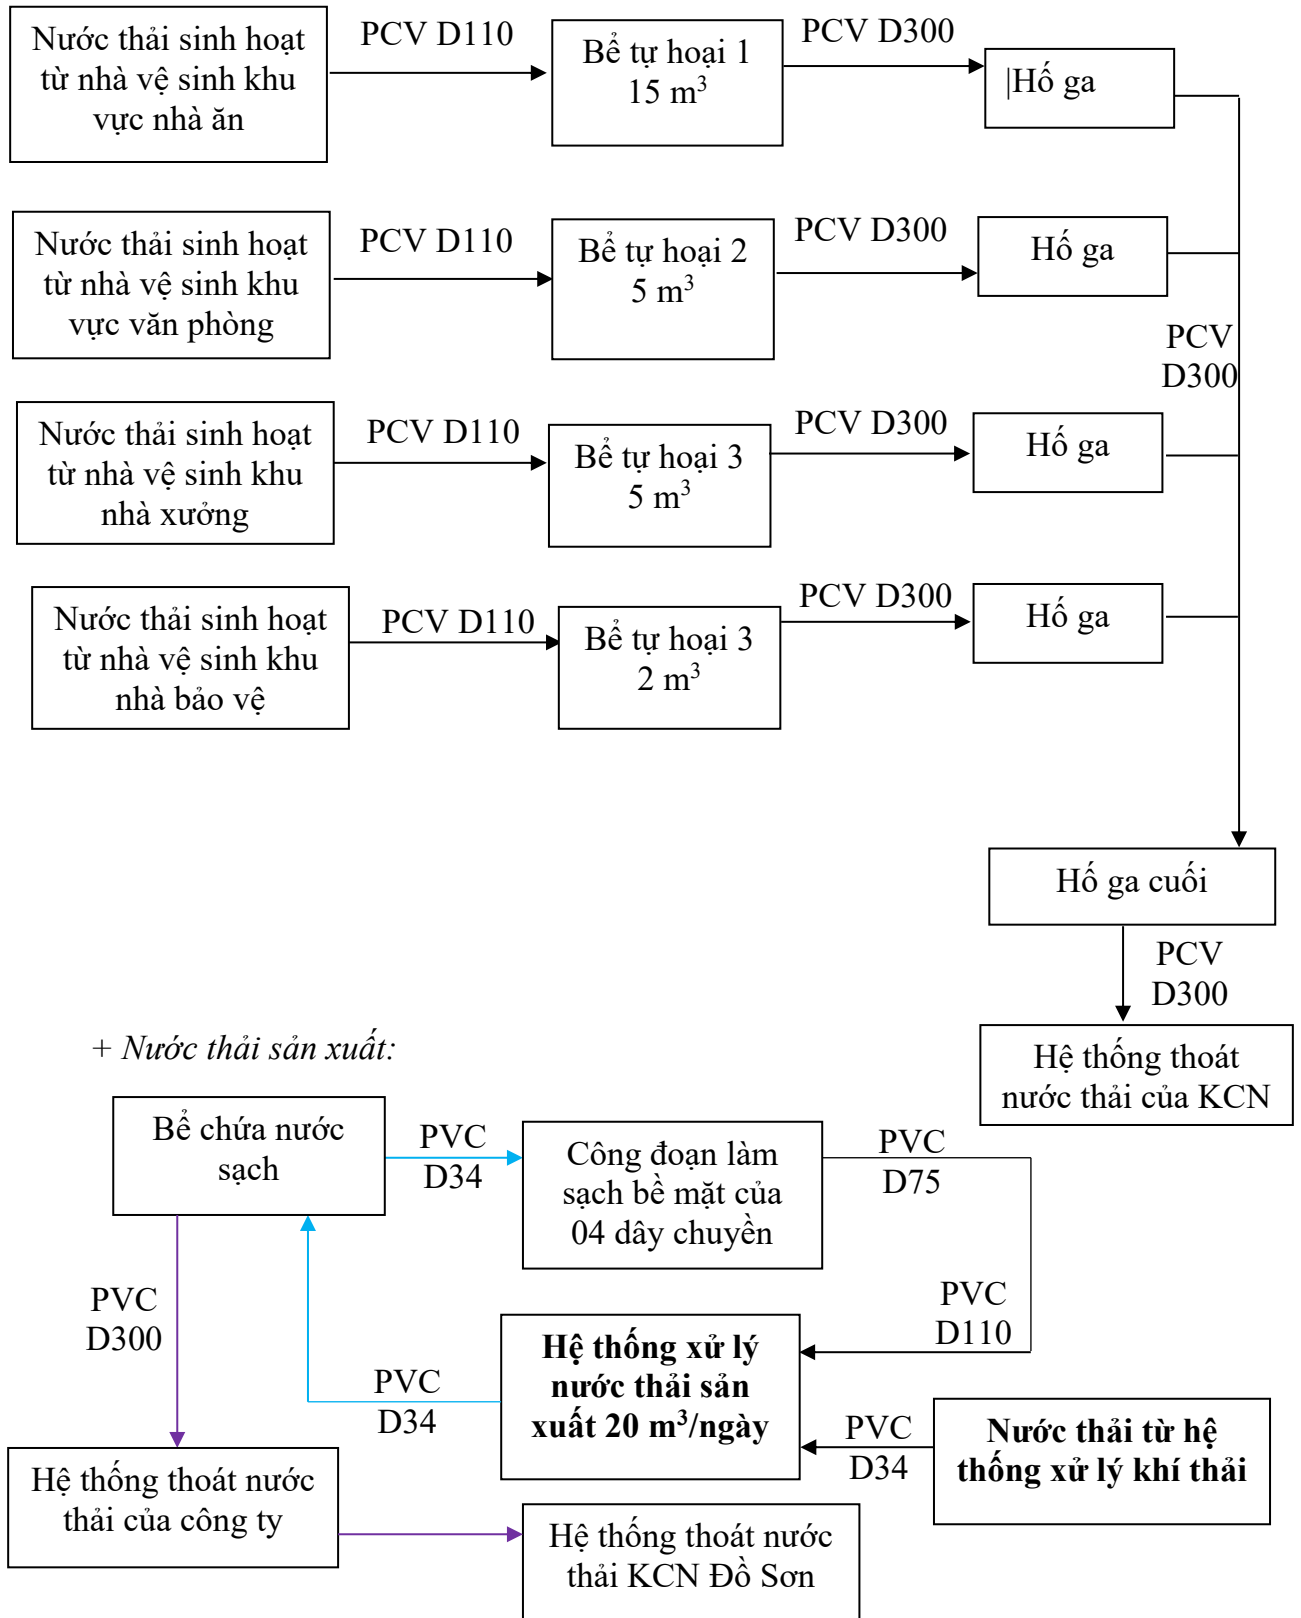 Nước thải sinh hoạt
từ nhà vệ sinh khu
vực nhà ăn
PCV D110
Bể tự hoại 1
15 m³
PCV D300
|Hố ga
Nước thải sinh hoạt
từ nhà vệ sinh khu
vực văn phòng
PCV D110
Bể tự hoại 2
5 m³
PCV D300
Hố ga
PCV
D300
Nước thải sinh hoạt
từ nhà vệ sinh khu
nhà xưởng
PCV D110
Bể tự hoại 3
5 m³
PCV D300
Hố ga
Nước thải sinh hoạt
từ nhà vệ sinh khu
nhà bảo vệ
PCV D110
Bể tự hoại 3
2 m³
PCV D300
Hố ga
Hố ga cuối
PCV
D300
Hệ thống thoát
nước thải của KCN
+ Nước thải sản xuất:
Bể chứa nước
sạch
PVC
D34
Công đoạn làm
sạch bề mặt của
04 dây chuyền
PVC
D75
PVC
D300
PVC
D110
Hệ thống xử lý
nước thải sản
xuất 20 m³/ngày
PVC
D34
PVC
D34
Nước thải từ hệ
thống xử lý khí thải
Hệ thống thoát nước
thải của công ty
Hệ thống thoát nước
thải KCN Đồ Sơn